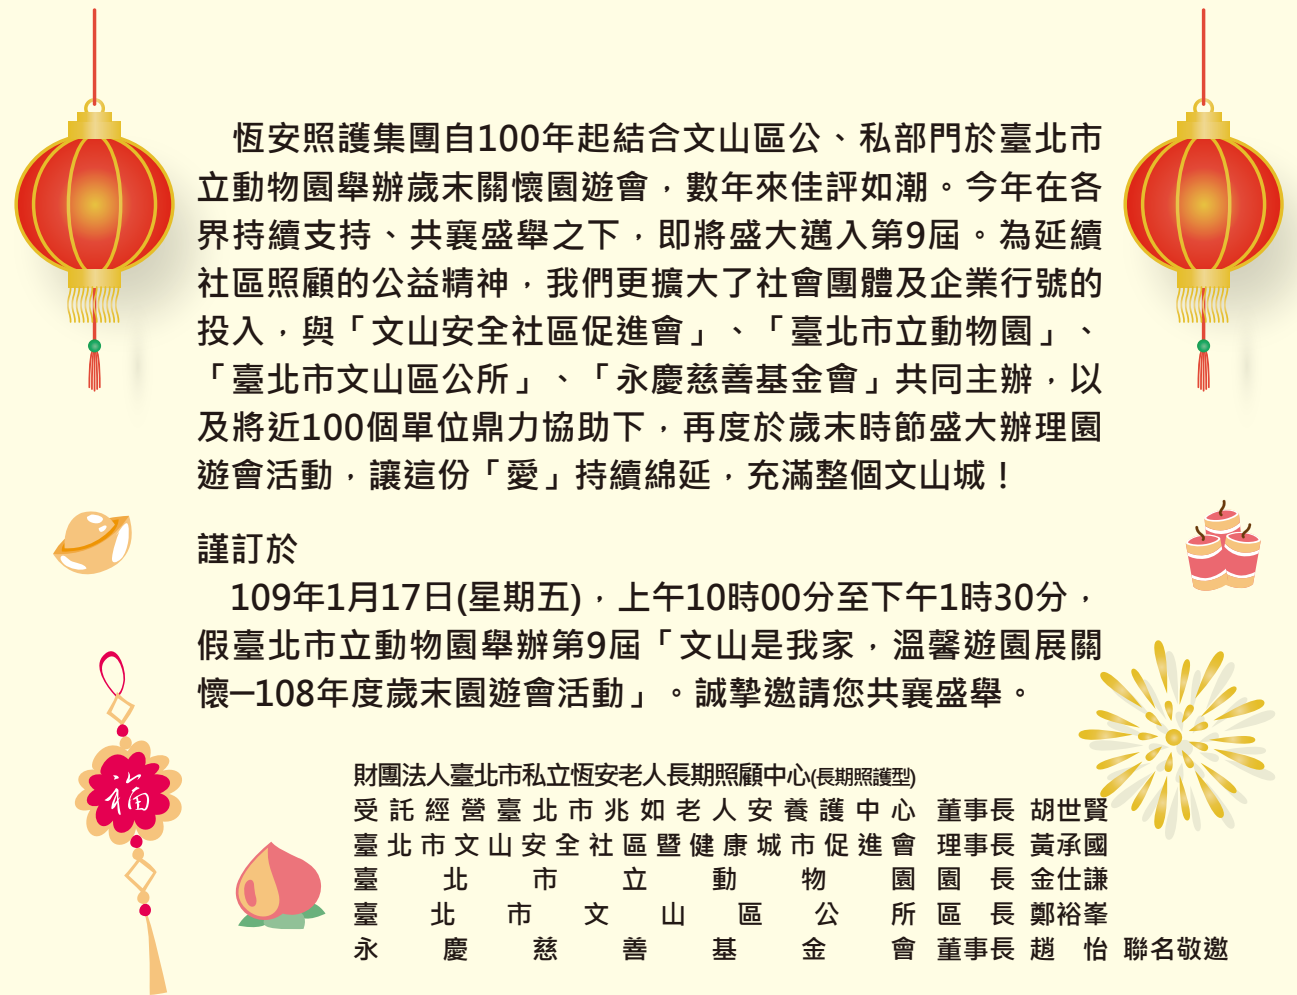 恆安照護集團自100年起結合文山區公、私部門於臺北市
立動物園舉辦歲末關懷園遊會，數年來佳評如潮。今年在各
界持續支持、共襄盛舉之下，即將盛大邁入第9屆。為延續
社區照顧的公益精神，我們更擴大了社會團體及企業行號的
投入，與「文山安全社區促進會」、「臺北市立動物園」、
「臺北市文山區公所」、「永慶慈善基金會」共同主辦，以
及將近100個單位鼎力協助下，再度於歲末時節盛大辦理園
遊會活動，讓這份「愛」持續綿延，充滿整個文山城！
謹訂於
109年1月17日(星期五)，上午10時00分至下午1時30分，
假臺北市立動物園舉辦第9屆「文山是我家，溫馨遊園展關
懷─108年度歲末園遊會活動」。誠摯邀請您共襄盛舉。
福
財團法人臺北市私立恆安老人長期照顧中心(長期照護型)
受託經營臺北市兆如老人安養護中心 董事長 胡世賢
臺北市文山安全社區暨健康城市促進會 理事長 黃承國
臺北市立動物園 園長 金仕謙
臺北市文山區公所 區長 鄭裕峯
永慶慈善基金會 董事長 趙怡 聯名敬邀